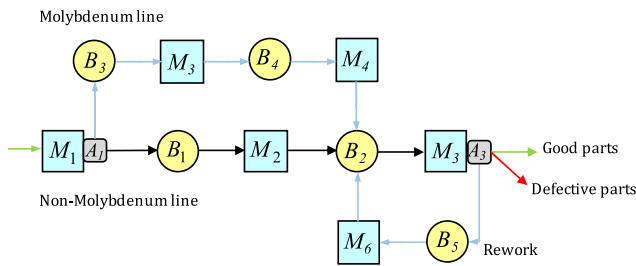 Molybdenum line
B3
M3
B4
M4
M1
A1
B1
M2
B2
M3
A3
Good parts
Defective parts
Non-Molybdenum line
M6
B5
Rework